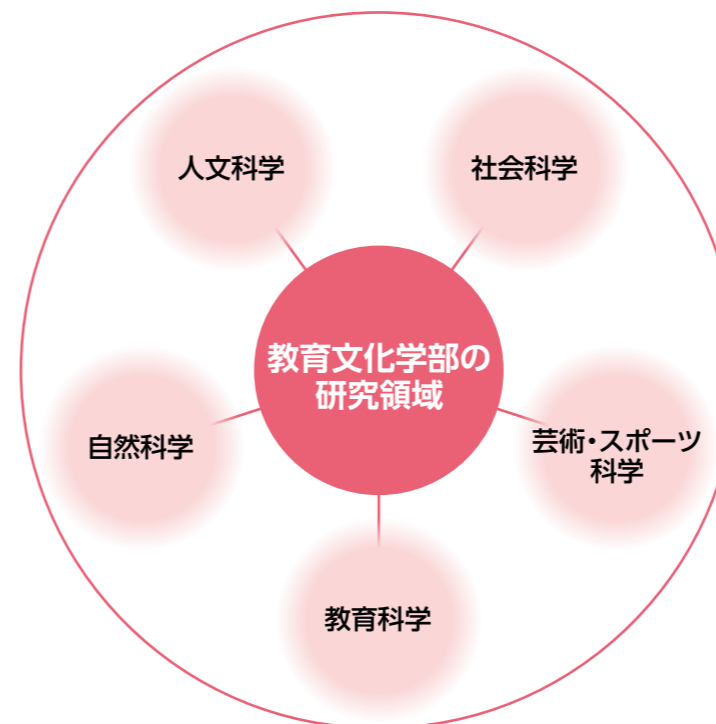 人文科学
社会科学
教育文化学部の
研究領域
自然科学
芸術・スポーツ
科学
教育科学